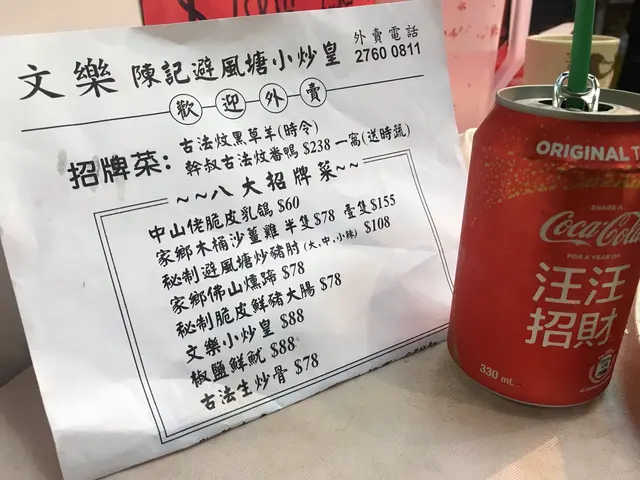 文樂 陳記避風塘小炒皇
外賣電話
2760 0811
歡迎外賣
招牌菜:
古法炆黑草羊(時令)
幹叔古法炆番鴨 $238 一窩(送時蔬)
~~八大招牌菜~~
中山佬脆皮乳鴿 $60
家鄉木桶沙薑雞 半隻$78 壹隻$155
秘制避風塘炒豬肘(大,中,小辣) $108
家鄉佛山燻蹄 $78
秘制脆皮鮮豬大腸 $78
文樂小炒皇 $88
椒鹽鮮魷 $88
古法生炒骨 $78
ORIGINAL T
SHARE A
Coca-Cola
FOR A YEAR OF
汪汪
招財
330 mL